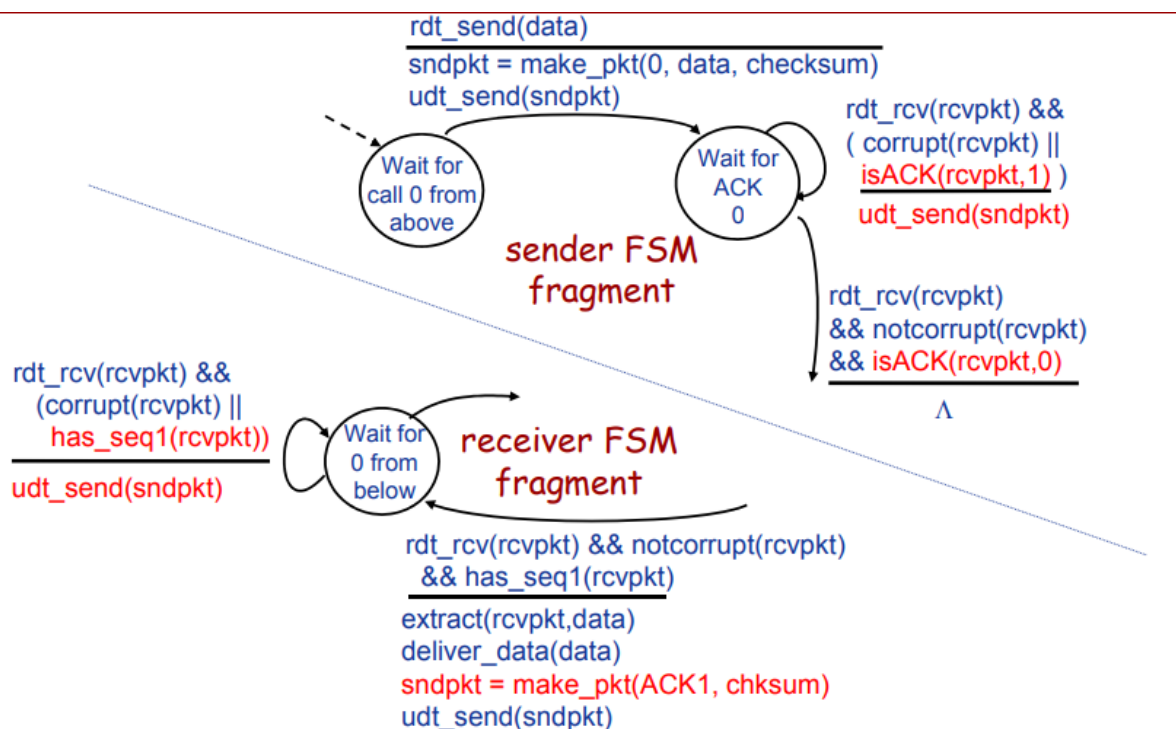 rdt_send(data)
sndpkt = make_pkt(0, data, checksum)
udt_send(sndpkt)
Wait for
call 0 from
above
Wait for
ACK
0
rdt_rcv(rcvpkt) &&
( corrupt(rcvpkt) ||
isACK(rcvpkt,1) )
udt_send(sndpkt)
sender FSM
fragment
rdt_rcv(rcvpkt)
&& notcorrupt(rcvpkt)
&& isACK(rcvpkt,0)
Λ
rdt_rcv(rcvpkt) &&
(corrupt(rcvpkt) ||
has_seq1(rcvpkt))
udt_send(sndpkt)
Wait for
0 from
below
receiver FSM
fragment
rdt_rcv(rcvpkt) && notcorrupt(rcvpkt)
&& has_seq1(rcvpkt)
extract(rcvpkt,data)
deliver_data(data)
sndpkt = make_pkt(ACK1, chksum)
udt_send(sndpkt)